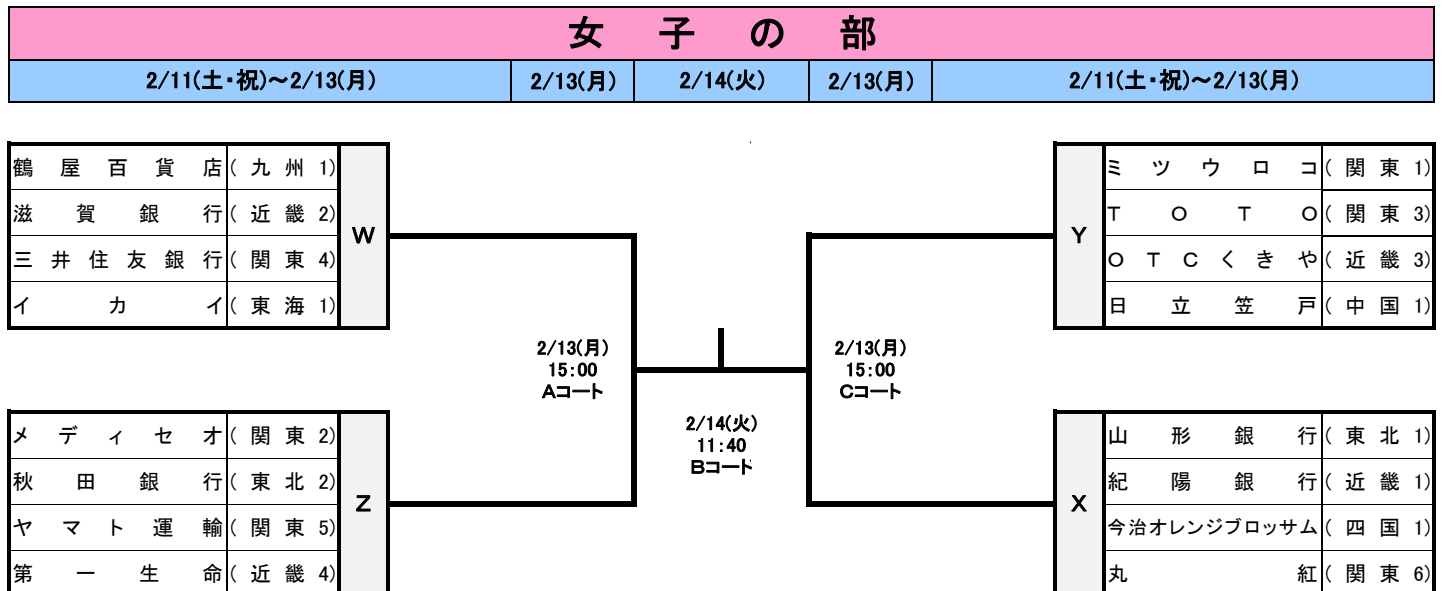 女子の部
2/11(土・祝)～2/13(月) 2/13(月) 2/14(火) 2/13(月) 2/11(土・祝)～2/13(月)
鶴屋百貨店(九州1)
滋賀銀行(近畿2)
三井住友銀行(関東4)
イカイ(東海1)
W
Y
ミツウロコ(関東1)
TOTO(関東3)
OTCくきや(近畿3)
日立笠戸(中国1)
2/13(月)
15:00
Aコート
2/13(月)
15:00
Cコート
2/14(火)
11:40
Bコート
メディセオ(関東2)
秋田銀行(東北2)
ヤマト運輸(関東5)
第一生命(近畿4)
Z
X
山形銀行(東北1)
紀陽銀行(近畿1)
今治オレンジブロッサム(四国1)
丸紅(関東6)